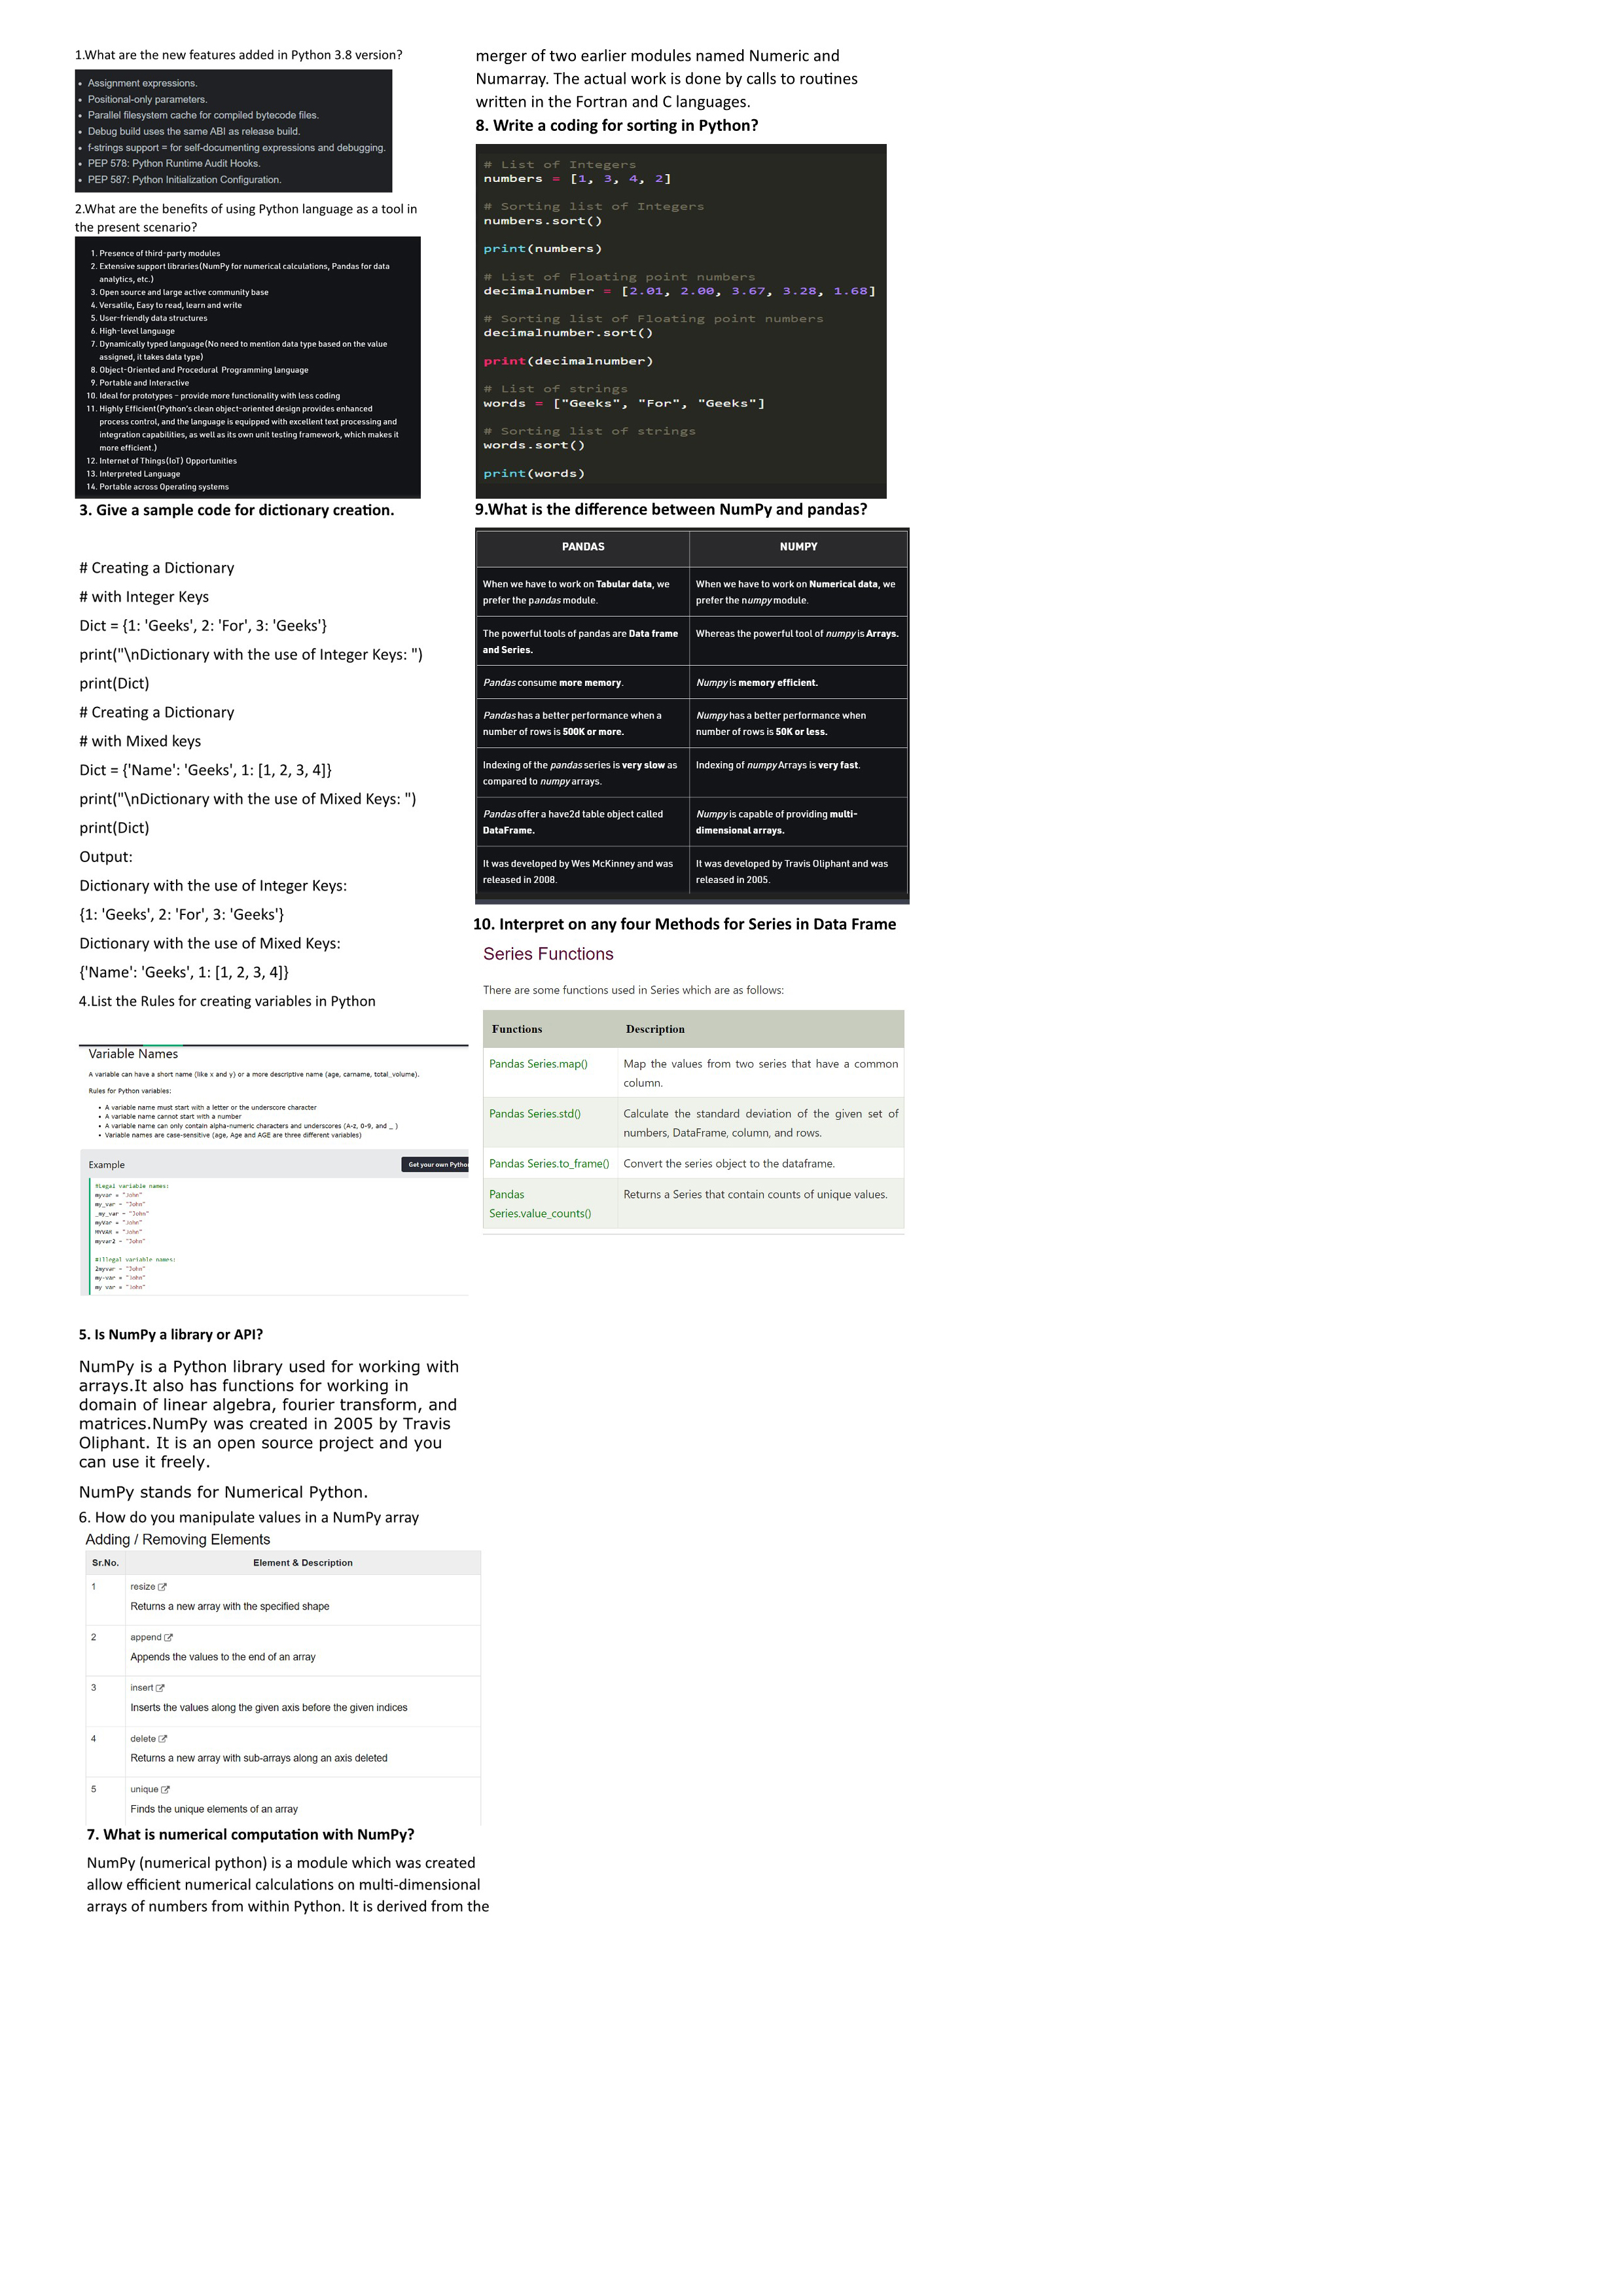 1.What are the new features added in Python 3.8 version?
• Assignment expressions.
• Positional-only parameters.
• Parallel filesystem cache for compiled bytecode files.
• Debug build uses the same ABI as release build.
• f-strings support = for self-documenting expressions and debugging.
• PEP 578: Python Runtime Audit Hooks.
• PEP 587: Python Initialization Configuration.
2.What are the benefits of using Python language as a tool in
the present scenario?
1. Presence of third-party modules
2. Extensive support libraries(NumPy for numerical calculations, Pandas for data
analytics, etc.)
3. Open source and large active community base
4. Versatile, Easy to read, learn and write
5. User-friendly data structures
6. High-level language
7. Dynamically typed language(No need to mention data type based on the value
assigned, it takes data type)
8. Object-Oriented and Procedural Programming language
9. Portable and Interactive
10. Ideal for prototypes – provide more functionality with less coding
11. Highly Efficient(Python's clean object-oriented design provides enhanced
process control, and the language is equipped with excellent text processing and
integration capabilities, as well as its own unit testing framework, which makes it
more efficient.)
12. Internet of Things(IoT) Opportunities
13. Interpreted Language
14. Portable across Operating systems
3. Give a sample code for dictionary creation.
# Creating a Dictionary
# with Integer Keys
Dict = {1: 'Geeks', 2: 'For', 3: 'Geeks'}
print("\nDictionary with the use of Integer Keys: ")
print(Dict)
# Creating a Dictionary
# with Mixed keys
Dict = {'Name': 'Geeks', 1: [1, 2, 3, 4]}
print("\nDictionary with the use of Mixed Keys: ")
print(Dict)
Output:
Dictionary with the use of Integer Keys:
{1: 'Geeks', 2: 'For', 3: 'Geeks'}
Dictionary with the use of Mixed Keys:
{'Name': 'Geeks', 1: [1, 2, 3, 4]}
4.List the Rules for creating variables in Python
Variable Names
A variable can have a short name (like x and y) or a more descriptive name (age, carname, total_volume).
Rules for Python variables:
• A variable name must start with a letter or the underscore character
• A variable name cannot start with a number
• A variable name can only contain alpha-numeric characters and underscores (A-z, 0-9, and _ )
• Variable names are case-sensitive (age, Age and AGE are three different variables)
Example
Get your own Pytho
#Legal variable names:
myvar = "John"
my_var = "John"
_my_var = "John"
myVar = "John"
MYVAR = "John"
myvar2 = "John"
#Illegal variable names:
2myvar = "John"
my-var = "John"
my var = "John"
5. Is NumPy a library or API?
NumPy is a Python library used for working with
arrays.It also has functions for working in
domain of linear algebra, fourier transform, and
matrices.NumPy was created in 2005 by Travis
Oliphant. It is an open source project and you
can use it freely.
NumPy stands for Numerical Python.
6. How do you manipulate values in a NumPy array
Adding / Removing Elements
Sr.No. Element & Description
1 resize
Returns a new array with the specified shape
2 append
Appends the values to the end of an array
3 insert
Inserts the values along the given axis before the given indices
4 delete
Returns a new array with sub-arrays along an axis deleted
5 unique
Finds the unique elements of an array
7. What is numerical computation with NumPy?
NumPy (numerical python) is a module which was created
allow efficient numerical calculations on multi-dimensional
arrays of numbers from within Python. It is derived from the
merger of two earlier modules named Numeric and
Numarray. The actual work is done by calls to routines
written in the Fortran and C languages.
8. Write a coding for sorting in Python?
# List of Integers
numbers = [1, 3, 4, 2]
# Sorting list of Integers
numbers.sort()
print(numbers)
# List of Floating point numbers
decimalnumber = [2.01, 2.00, 3.67, 3.28, 1.68]
# Sorting list of Floating point numbers
decimalnumber.sort()
print(decimalnumber)
# List of strings
words = ["Geeks", "For", "Geeks"]
# Sorting list of strings
words.sort()
print(words)
9.What is the difference between NumPy and pandas?
PANDAS NUMPY
When we have to work on Tabular data, we When we have to work on Numerical data, we
prefer the pandas module. prefer the numpy module.
The powerful tools of pandas are Data frame Whereas the powerful tool of numpy is Arrays.
and Series.
Pandas consume more memory. Numpy is memory efficient.
Pandas has a better performance when a Numpy has a better performance when
number of rows is 500K or more. number of rows is 50K or less.
Indexing of the pandas series is very slow as Indexing of numpy Arrays is very fast.
compared to numpy arrays.
Pandas offer a have2d table object called Numpy is capable of providing multi-
DataFrame. dimensional arrays.
It was developed by Wes McKinney and was It was developed by Travis Oliphant and was
released in 2008. released in 2005.
10. Interpret on any four Methods for Series in Data Frame
Series Functions
There are some functions used in Series which are as follows:
Functions Description
Pandas Series.map() Map the values from two series that have a common
column.
Pandas Series.std() Calculate the standard deviation of the given set of
numbers, DataFrame, column, and rows.
Pandas Series.to_frame() Convert the series object to the dataframe.
Pandas Returns a Series that contain counts of unique values.
Series.value_counts()